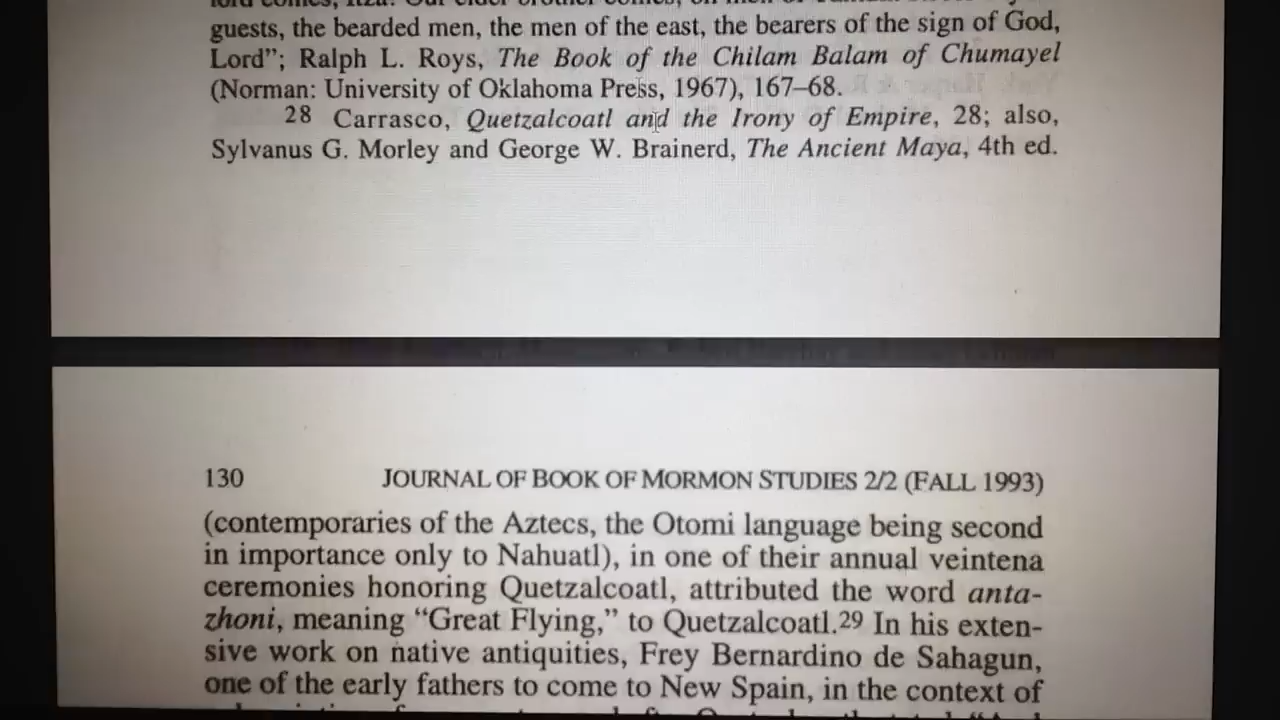 guests, the bearded men, the men of the east, the bearers of the sign of God,
Lord”; Ralph L. Roys, The Book of the Chilam Balam of Chumayel
(Norman: University of Oklahoma Press, 1967), 167–68.
28 Carrasco, Quetzalcoatl and the Irony of Empire, 28; also,
Sylvanus G. Morley and George W. Brainerd, The Ancient Maya, 4th ed.
130 JOURNAL OF BOOK OF MORMON STUDIES 2/2 (FALL 1993)
(contemporaries of the Aztecs, the Otomi language being second
in importance only to Nahuatl), in one of their annual veintena
ceremonies honoring Quetzalcoatl, attributed the word anta-
zhoni, meaning “Great Flying,” to Quetzalcoatl.29 In his exten-
sive work on native antiquities, Frey Bernardino de Sahagun,
one of the early fathers to come to New Spain, in the context of